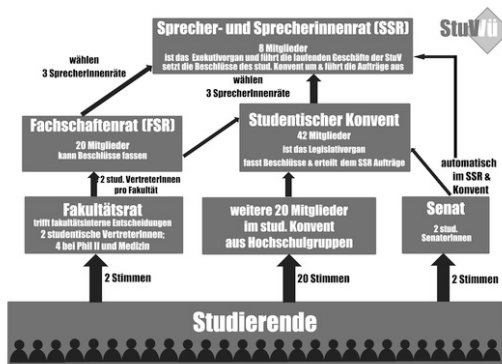 Sprecher- und Sprecherinnenrat (SSR)
8 Mitglieder
ist das Exekutivorgan und führt die laufenden Geschäfte der StuV
setzt die Beschlüsse des stud. Konvent um & führt die Aufträge aus
StuVWü
wählen
3 SprecherInnenräte
wählen
3 SprecherInnenräte
Fachschaftenrat (FSR)
20 Mitglieder
kann Beschlüsse fassen
Studentischer Konvent
42 Mitglieder
ist das Legislativorgan
fasst Beschlüsse & erteilt dem SSR Aufträge
automatisch
im SSR &
Konvent
2 stud. VertreterInnen
pro Fakultät
Fakultätsrat
trifft fakultätsinterne Entscheidungen
2 studentische VertreterInnen;
4 bei Phil II und Medizin
weitere 20 Mitglieder
im stud. Konvent
aus Hochschulgruppen
Senat
2 stud.
SenaterInnen
2 Stimmen
20 Stimmen
2 Stimmen
Studierende